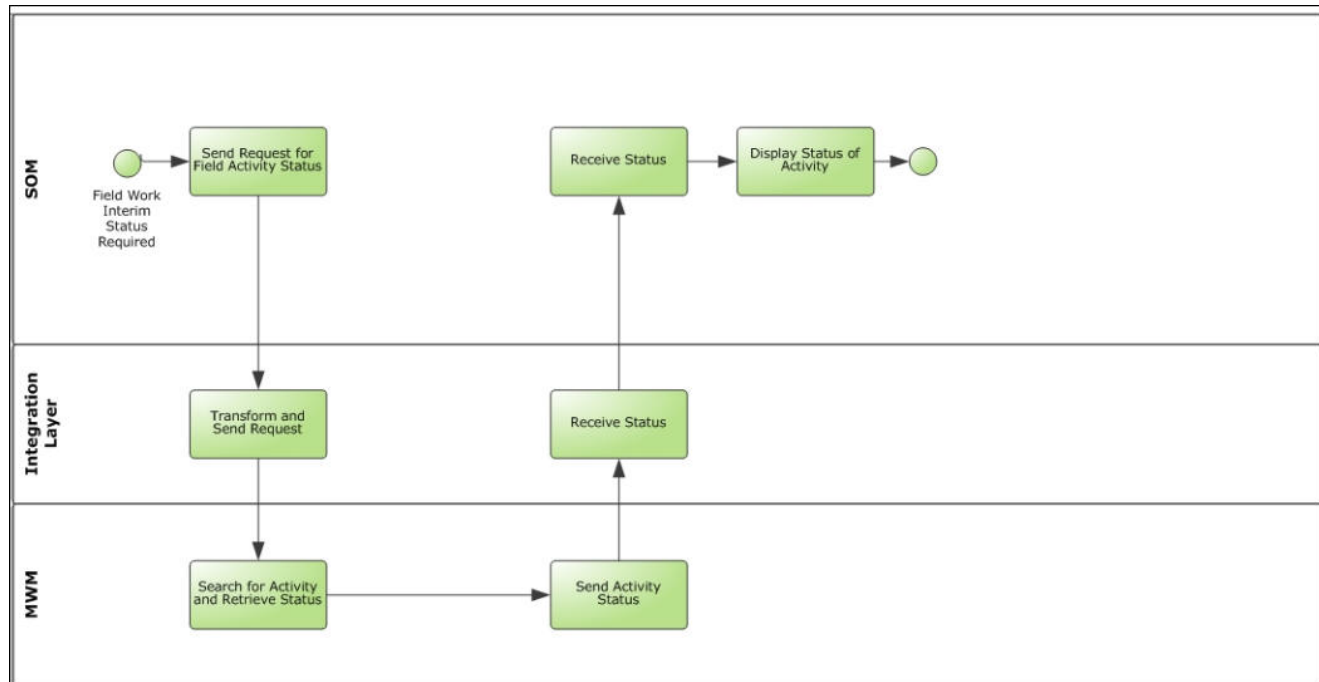 SOM
Send Request for
Field Activity Status
Field Work
Interim
Status
Required
Receive Status
Display Status of
Activity
Integration
Layer
Transform and
Send Request
Receive Status
MWM
Search for Activity
and Retrieve Status
Send Activity
Status